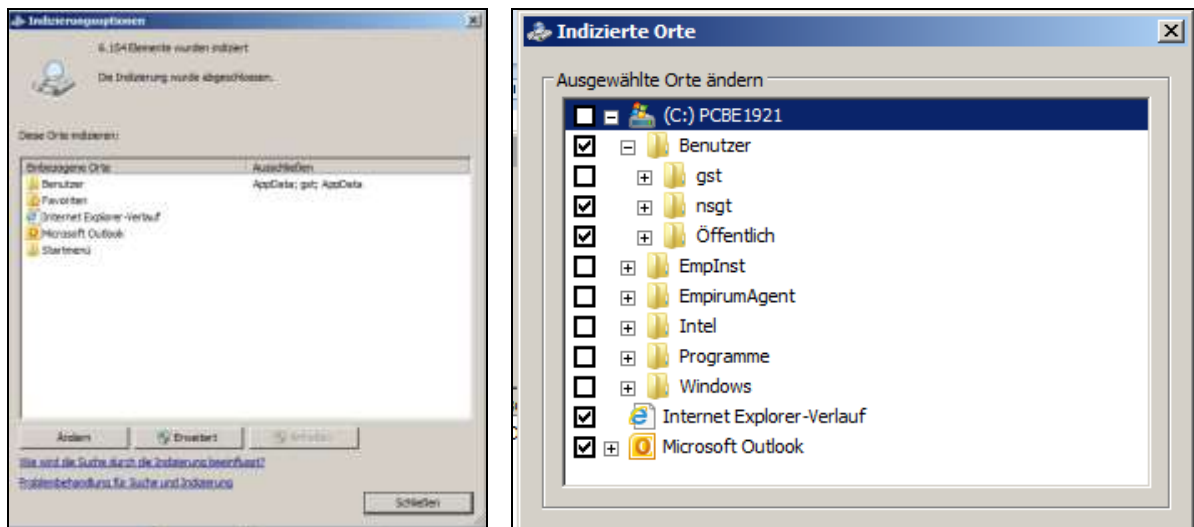 Indizierungsoptionen
6.154 Elemente wurden indiziert
Die Indizierung wurde abgeschlossen.
Diese Orte indizieren:
Einbezogene Orte Ausschließen
Benutzer AppData; gst; AppData
Favoriten
Internet Explorer-Verlauf
Microsoft Outlook
Startmenü
Ändern Erweitert Anhalten
Wie wird die Suche durch die Indizierung beeinflusst?
Problembehandlung für Suche und Indizierung
Schließen
Indizierte Orte
Ausgewählte Orte ändern
(C:) PCBE1921
Benutzer
gst
nsgt
Öffentlich
EmpInst
EmpirumAgent
Intel
Programme
Windows
Internet Explorer-Verlauf
Microsoft Outlook